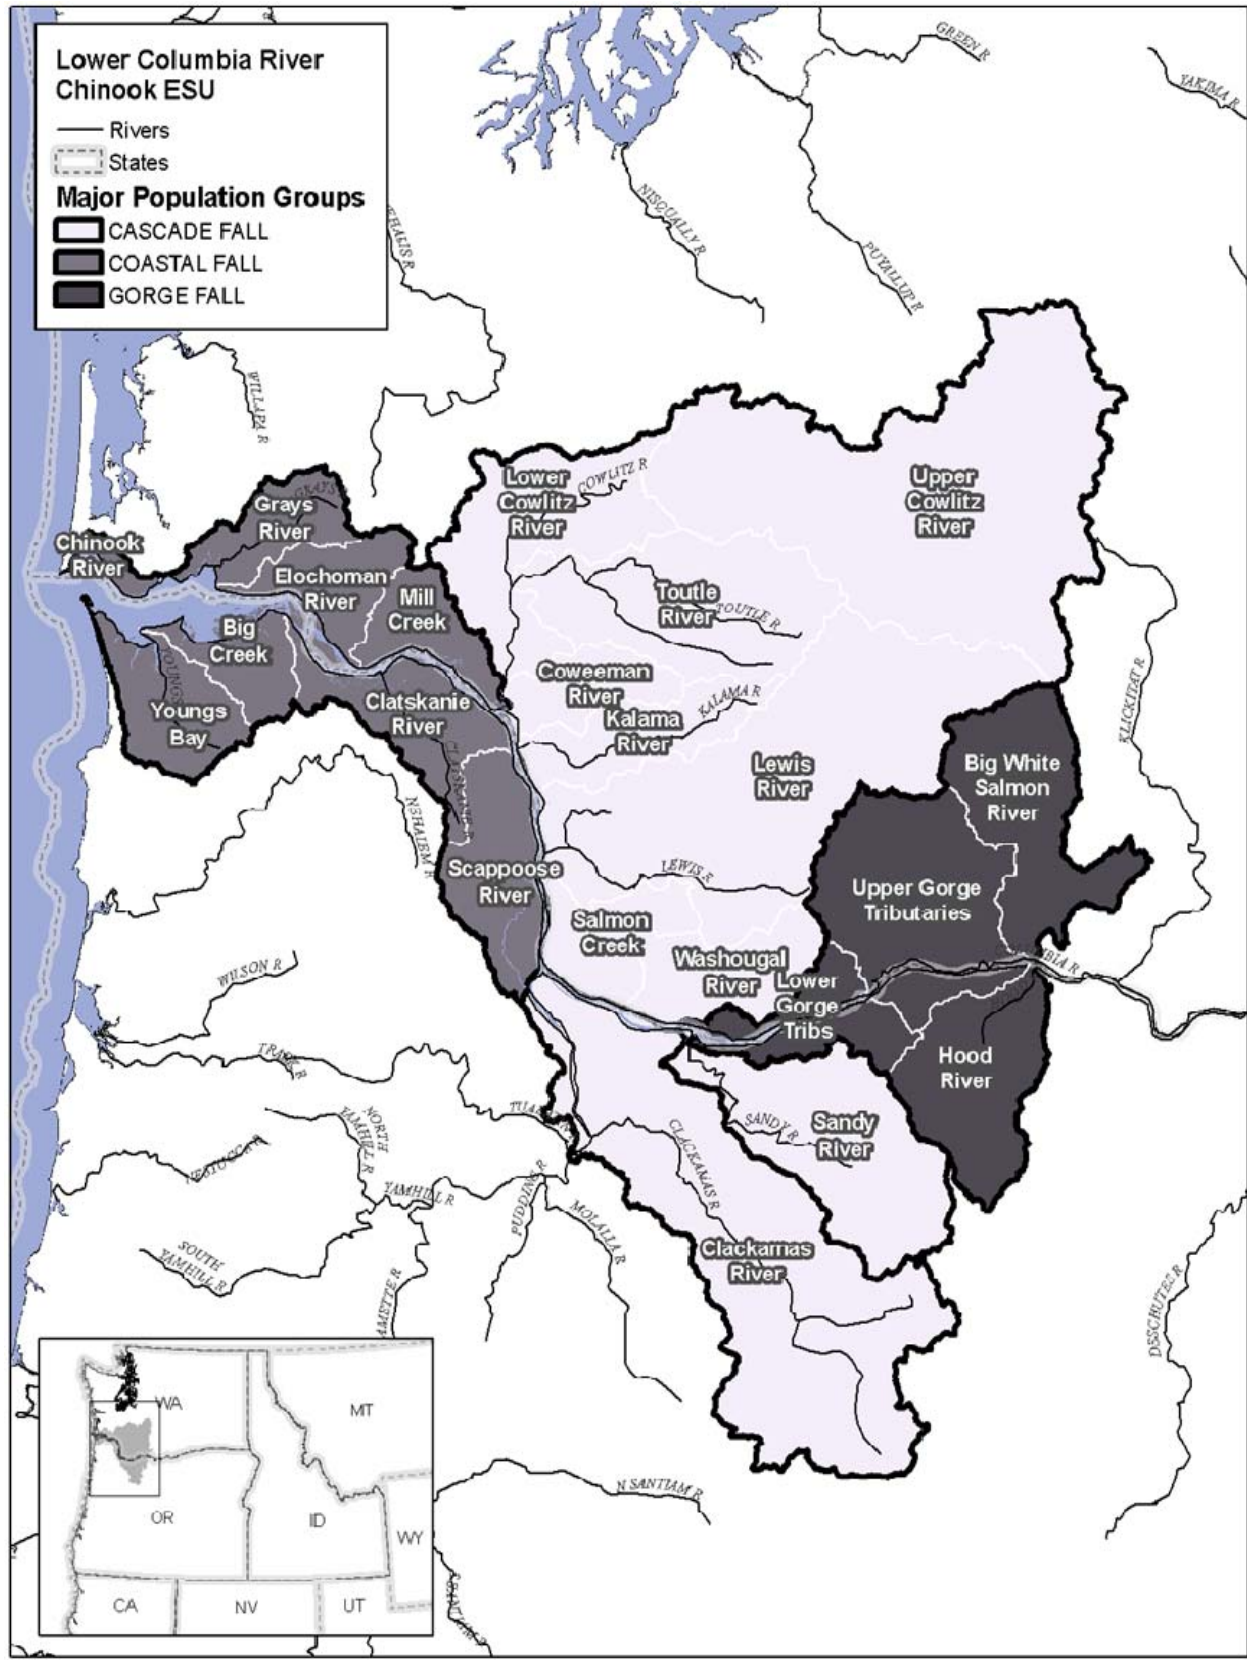 Lower Columbia River
Chinook ESU
Rivers
States
Major Population Groups
CASCADE FALL
COASTAL FALL
GORGE FALL
GREEN R
YAKIMA R
NISQUALLY R
PUYALLUP R
WILLAPA R
KLICKITAT R
Lower
Cowlitz
River
COWLITZ R
Upper
Cowlitz
River
Grays
River
Chinook
River
Elochoman
River
Mill
Creek
Toutle
River
TOUTLE R
Big
Creek
Youngs
Bay
Clatskanie
River
Coweeman
River
Kalama
River
KALAMA R
Lewis
River
Big White
Salmon
River
NEHALEM R
Scappoose
River
LEWIS R
Upper Gorge
Tributaries
Salmon
Creek
Washougal
River
Lower
Gorge
Tribs
WILSON R
TRASK R
Hood
River
Sandy
River
SANDY R
CLACKAMAS R
NORTH
YAMHILL R
YAMHILL R
PUDDING R
MOLALLA R
SOUTH
YAMHILL R
Clackamas
River
DESCHUTES R
N SANTIAM R
WA
MT
OR
ID
WY
CA
NV
UT